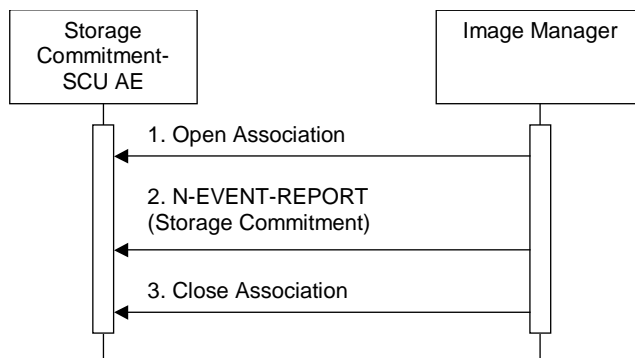 Storage
Commitment-
SCU AE
Image Manager
1. Open Association
2. N-EVENT-REPORT
(Storage Commitment)
3. Close Association